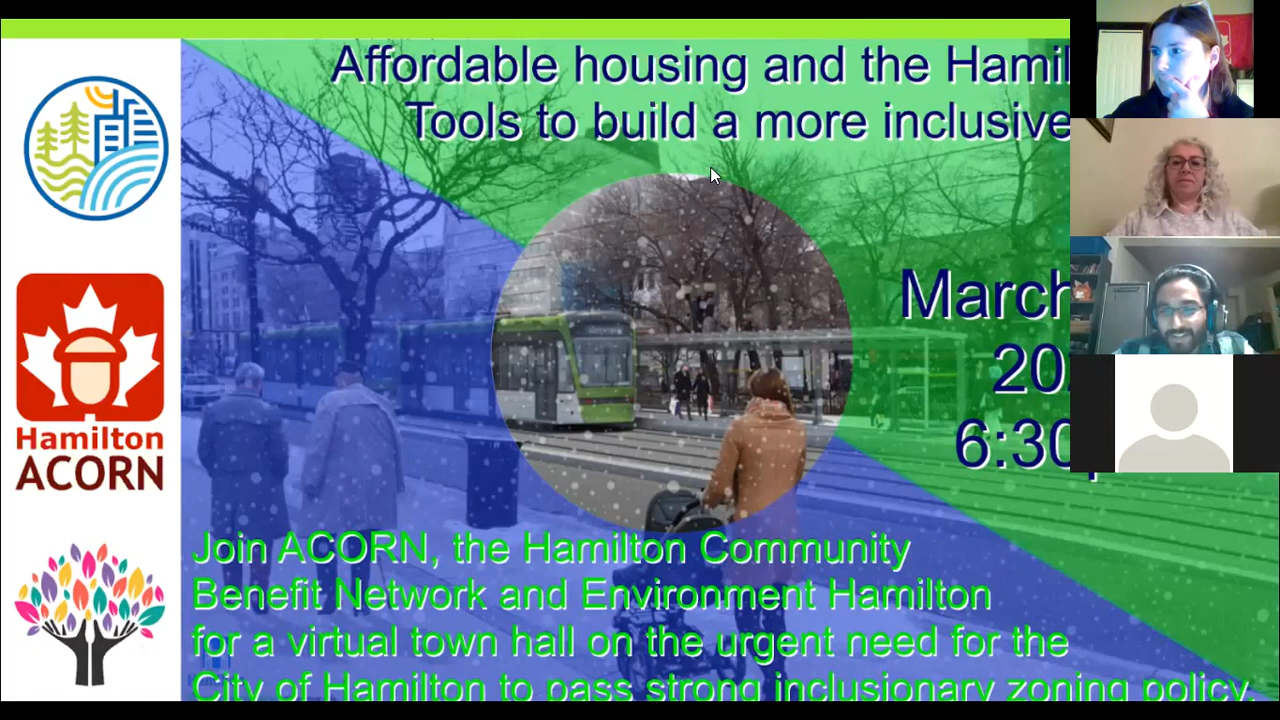 Affordable housing and the Hamil
Tools to build a more inclusive
March
20
6:30
Hamilton
ACORN
Join ACORN, the Hamilton Community
Benefit Network and Environment Hamilton
for a virtual town hall on the urgent need for the
City of Hamilton to pass strong inclusionary zoning policy.